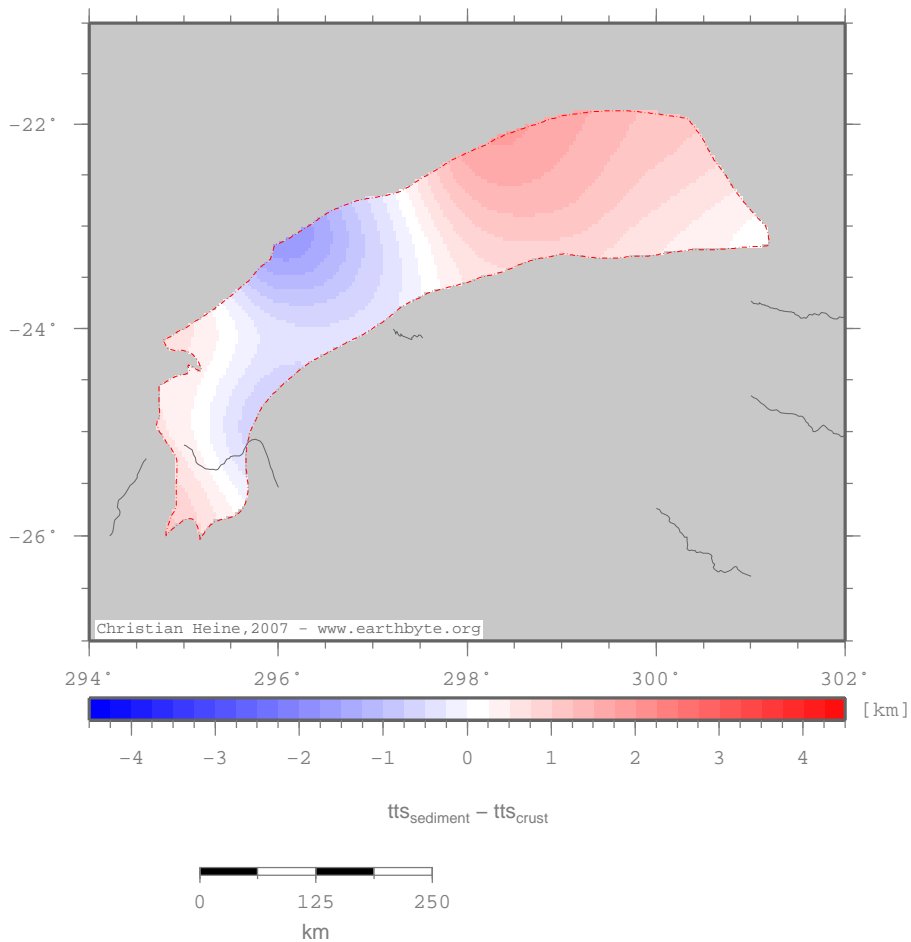 −22°
−24°
−26°
Christian Heine,2007 − www.earthbyte.org
294° 296° 298° 300° 302°
[km]
−4 −3 −2 −1 0 1 2 3 4
tts_sediment − tts_crust
0 125 250
km